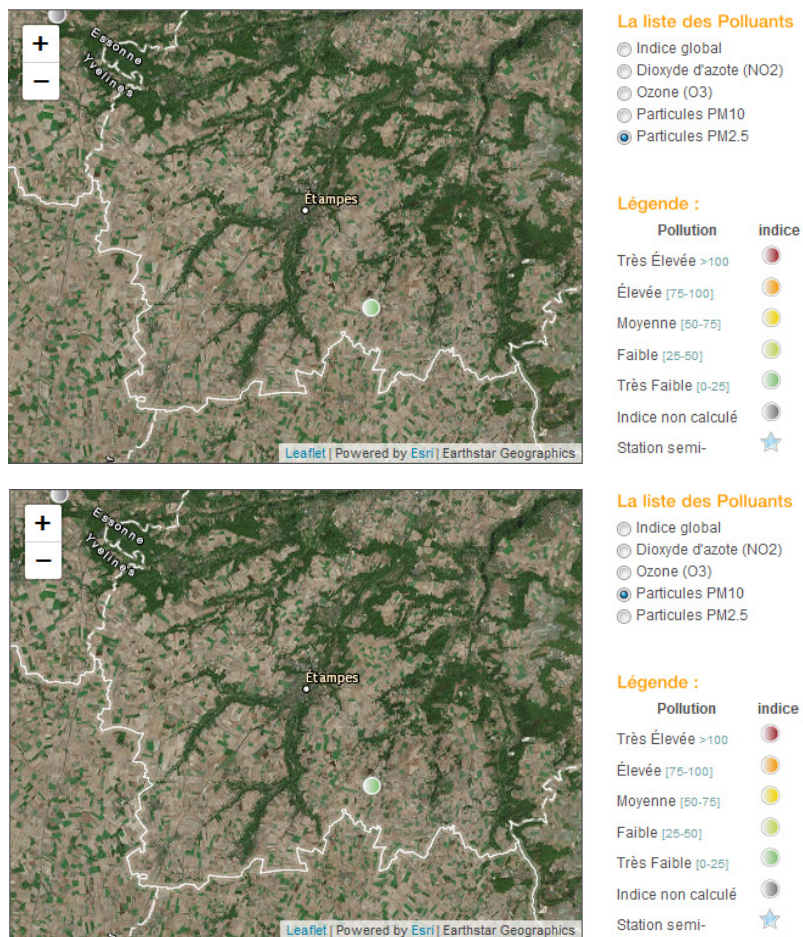 +
−
Essonne
Yvelines
Étampes
Leaflet | Powered by Esri | Earthstar Geographics
La liste des Polluants
Indice global
Dioxyde d'azote (NO2)
Ozone (O3)
Particules PM10
Particules PM2.5
Légende :
Pollution indice
Très Élevée >100
Élevée [75-100]
Moyenne [50-75]
Faible [25-50]
Très Faible [0-25]
Indice non calculé
Station semi-
+
−
Essonne
Yvelines
Étampes
Leaflet | Powered by Esri | Earthstar Geographics
La liste des Polluants
Indice global
Dioxyde d'azote (NO2)
Ozone (O3)
Particules PM10
Particules PM2.5
Légende :
Pollution indice
Très Élevée >100
Élevée [75-100]
Moyenne [50-75]
Faible [25-50]
Très Faible [0-25]
Indice non calculé
Station semi-